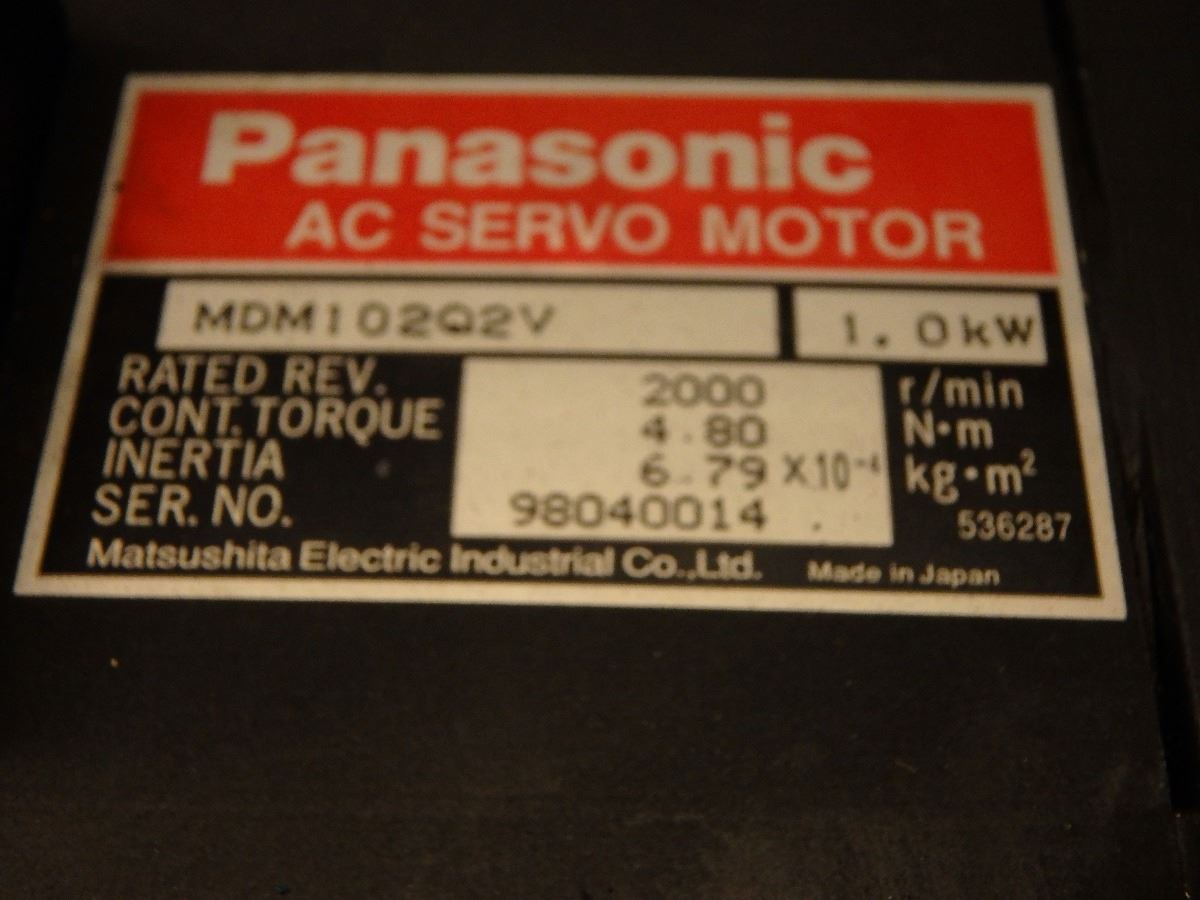 Panasonic
AC SERVO MOTOR
MDM102Q2V 1.0kW
RATED REV. 2000 r/min
CONT. TORQUE 4.80 N·m
INERTIA 6.79 X10⁻⁴ kg·m²
SER. NO. 98040014 .
536287
Matsushita Electric Industrial Co.,Ltd. Made in Japan